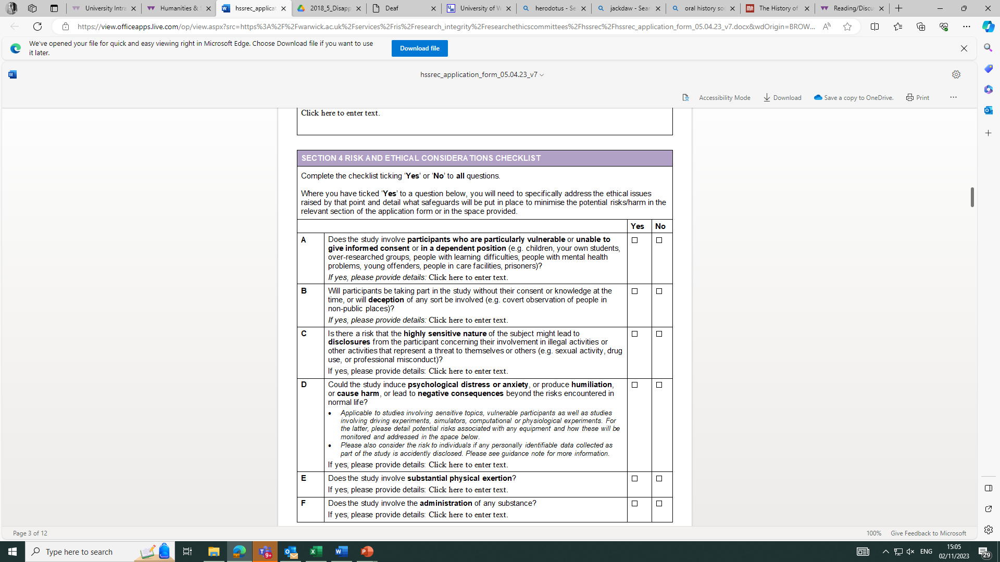 University Intra
Humanities & S
hssrec_applicat
2018_5_Disapp
Deaf
University of W
herodotus - Se
jackdaw - Sear
oral history so
The History of
Reading/Discu
https://view.officeapps.live.com/op/view.aspx?src=https%3A%2F%2Fwarwick.ac.uk%2Fservices%2Fris%2Fresearch_integrity%2Fresearchethicscommittees%2Fhssrec%2Fhssrec_application_form_05.04.23_v7.docx&wdOrigin=BROW...
We've opened your file for quick and easy viewing right in Microsoft Edge. Choose Download file if you want to use
it later.
Download file
hssrec_application_form_05.04.23_v7
Accessibility Mode
Download
Save a copy to OneDrive.
Print
Click here to enter text.
SECTION 4 RISK AND ETHICAL CONSIDERATIONS CHECKLIST
Complete the checklist ticking ‘Yes’ or ‘No’ to all questions.
Where you have ticked ‘Yes’ to a question below, you will need to specifically address the ethical issues
raised by that point and detail what safeguards will be put in place to minimise the potential risks/harm in the
relevant section of the application form or in the space provided.
Yes No
A Does the study involve participants who are particularly vulnerable or unable to
give informed consent or in a dependent position (e.g. children, your own students,
over-researched groups, people with learning difficulties, people with mental health
problems, young offenders, people in care facilities, prisoners)?
If yes, please provide details: Click here to enter text.
B Will participants be taking part in the study without their consent or knowledge at the
time, or will deception of any sort be involved (e.g. covert observation of people in
non-public places)?
If yes, please provide details: Click here to enter text.
C Is there a risk that the highly sensitive nature of the subject might lead to
disclosures from the participant concerning their involvement in illegal activities or
other activities that represent a threat to themselves or others (e.g. sexual activity, drug
use, or professional misconduct)?
If yes, please provide details: Click here to enter text.
D Could the study induce psychological distress or anxiety, or produce humiliation,
or cause harm, or lead to negative consequences beyond the risks encountered in
normal life?
• Applicable to studies involving sensitive topics, vulnerable participants as well as studies
involving driving experiments, simulators, computational or physiological experiments. For
the latter, please detail potential risks associated with any equipment and how these will be
monitored and addressed in the space below.
• Please also consider the risk to individuals if any personally identifiable data collected as
part of the study is accidently disclosed. Please see guidance note for more information.
If yes, please provide details: Click here to enter text.
E Does the study involve substantial physical exertion?
If yes, please provide details: Click here to enter text.
F Does the study involve the administration of any substance?
If yes, please provide details: Click here to enter text.
Page 3 of 12
100%
Give Feedback to Microsoft
Type here to search
9+
ENG
15:05
02/11/2023
29